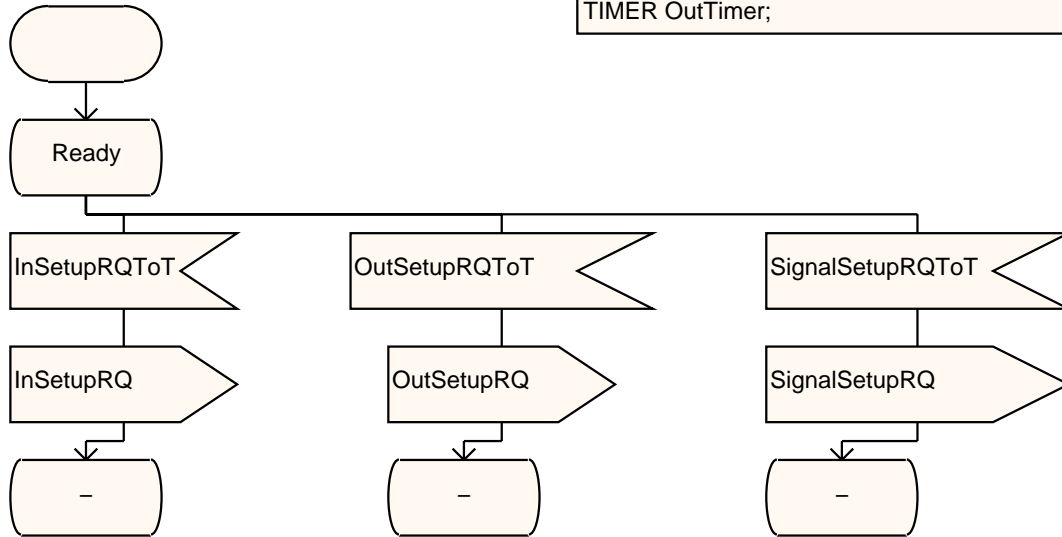 TIMER OutTimer;
Ready
InSetupRQToT
OutSetupRQToT
SignalSetupRQToT
InSetupRQ
OutSetupRQ
SignalSetupRQ
–
–
–